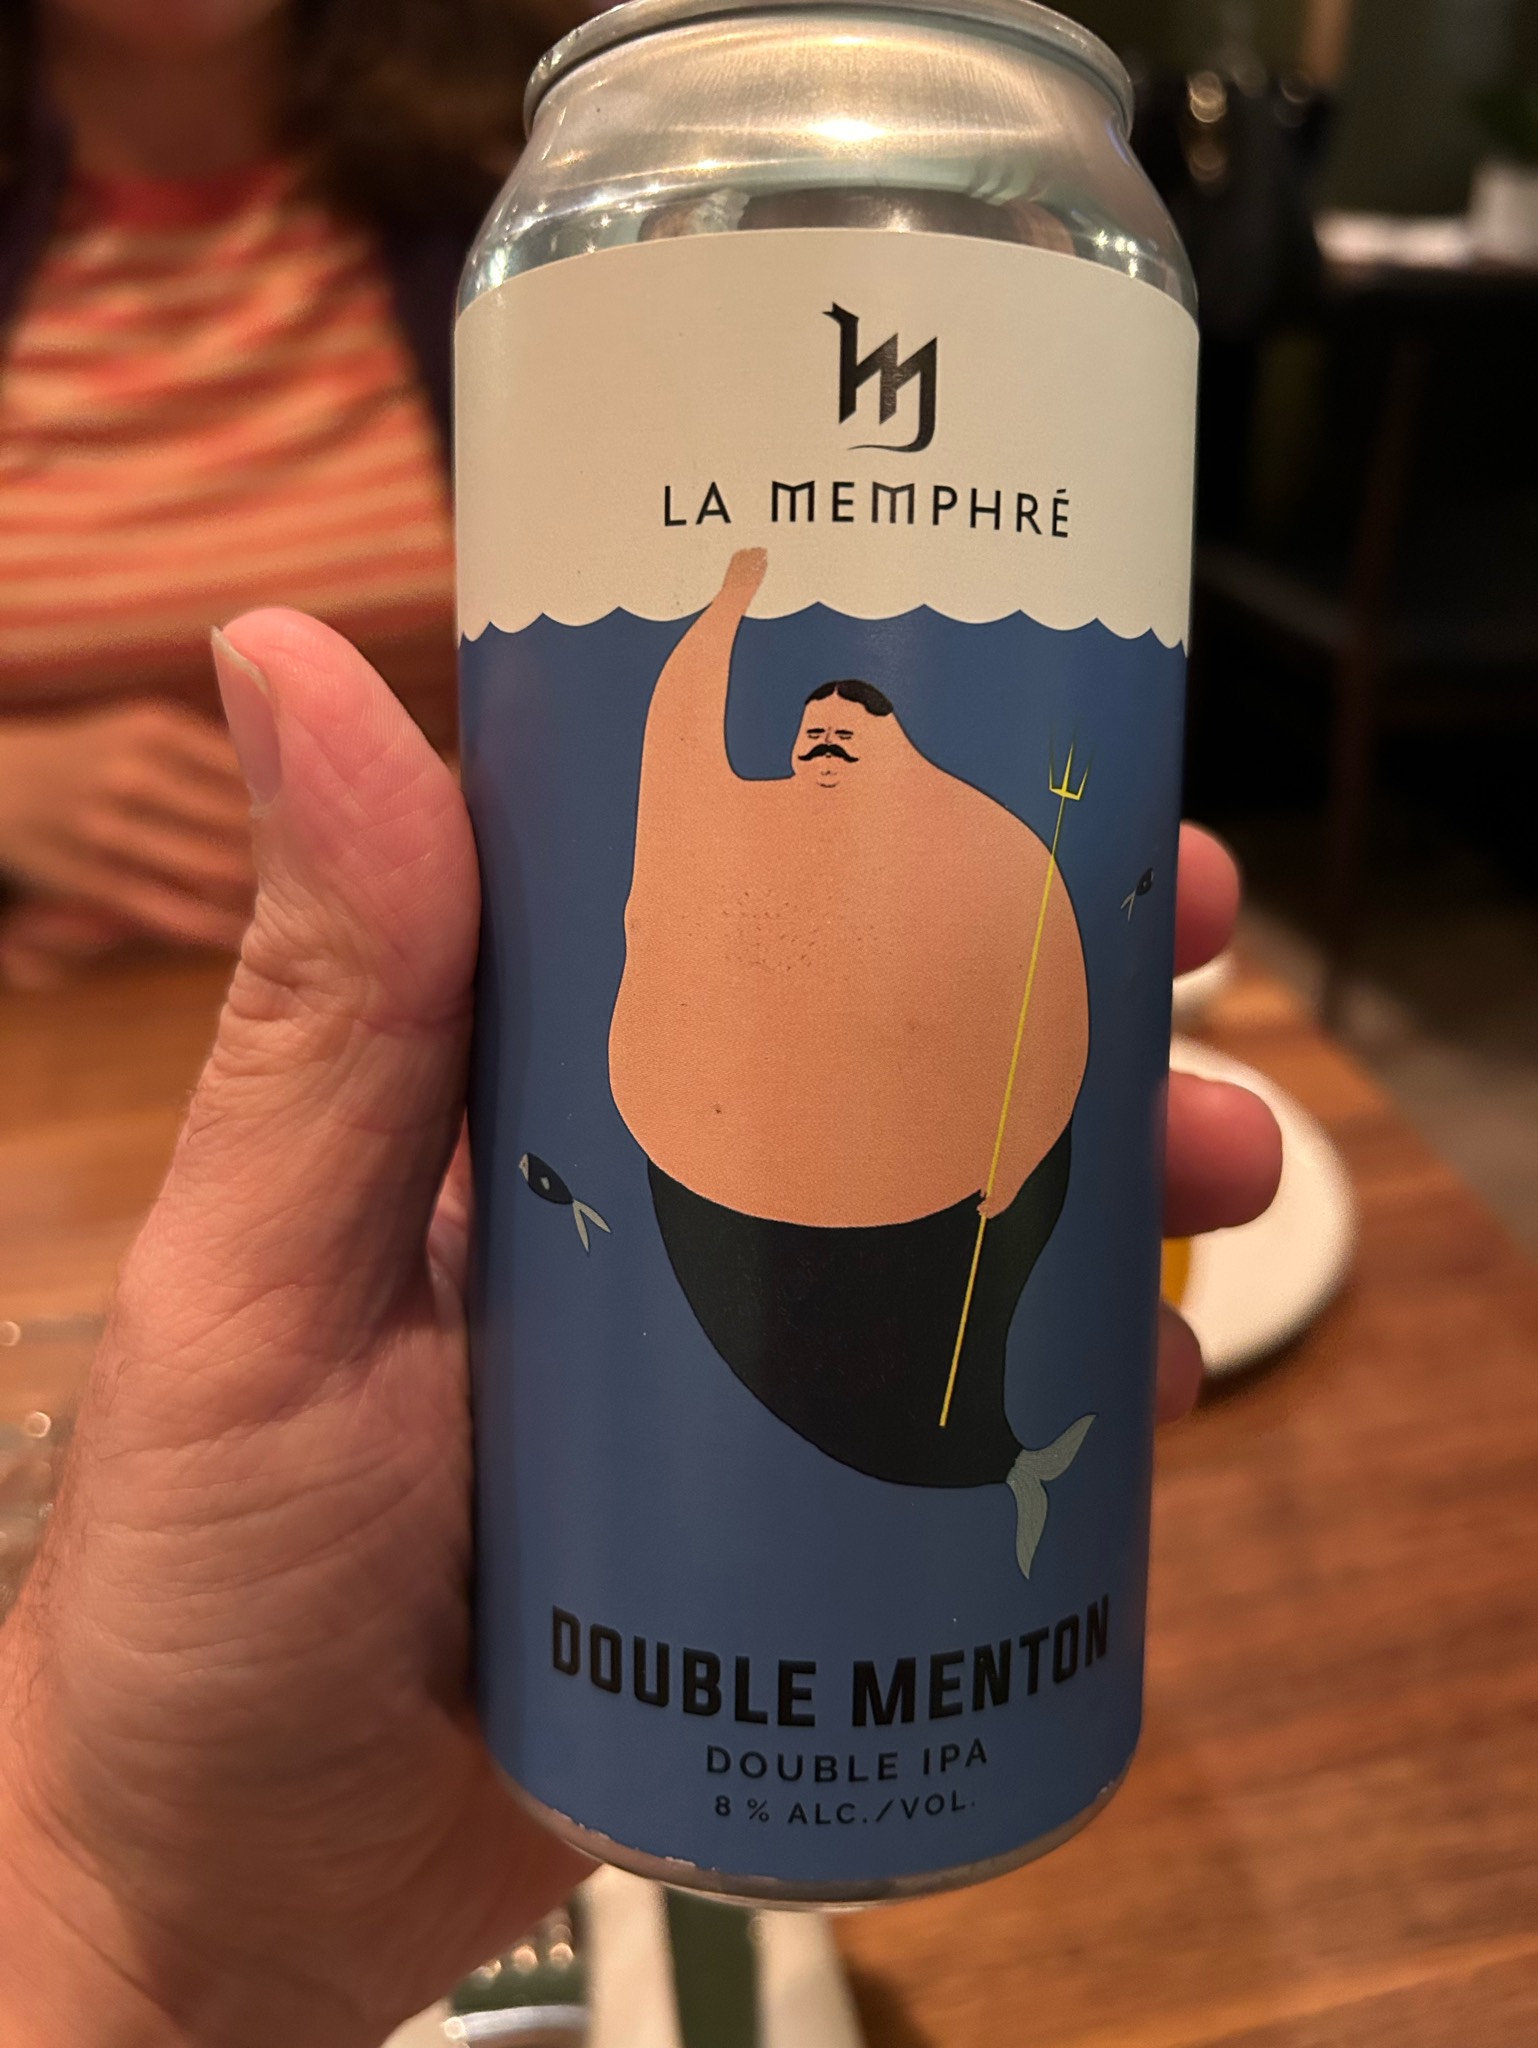 LA MEMPHRÉ
DOUBLE MENTON
DOUBLE IPA
8 % ALC./VOL.